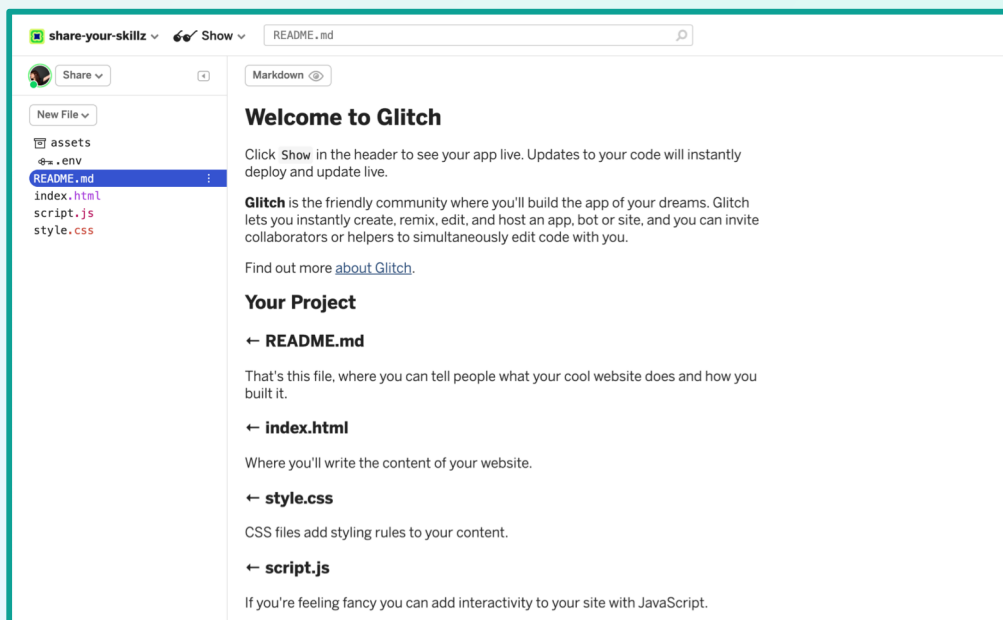 share-your-skillz Show README.md
Share Markdown
New File
Welcome to Glitch
assets
.env
README.md
index.html
script.js
style.css
Click Show in the header to see your app live. Updates to your code will instantly
deploy and update live.
Glitch is the friendly community where you'll build the app of your dreams. Glitch
lets you instantly create, remix, edit, and host an app, bot or site, and you can invite
collaborators or helpers to simultaneously edit code with you.
Find out more about Glitch.
Your Project
← README.md
That's this file, where you can tell people what your cool website does and how you
built it.
← index.html
Where you'll write the content of your website.
← style.css
CSS files add styling rules to your content.
← script.js
If you're feeling fancy you can add interactivity to your site with JavaScript.